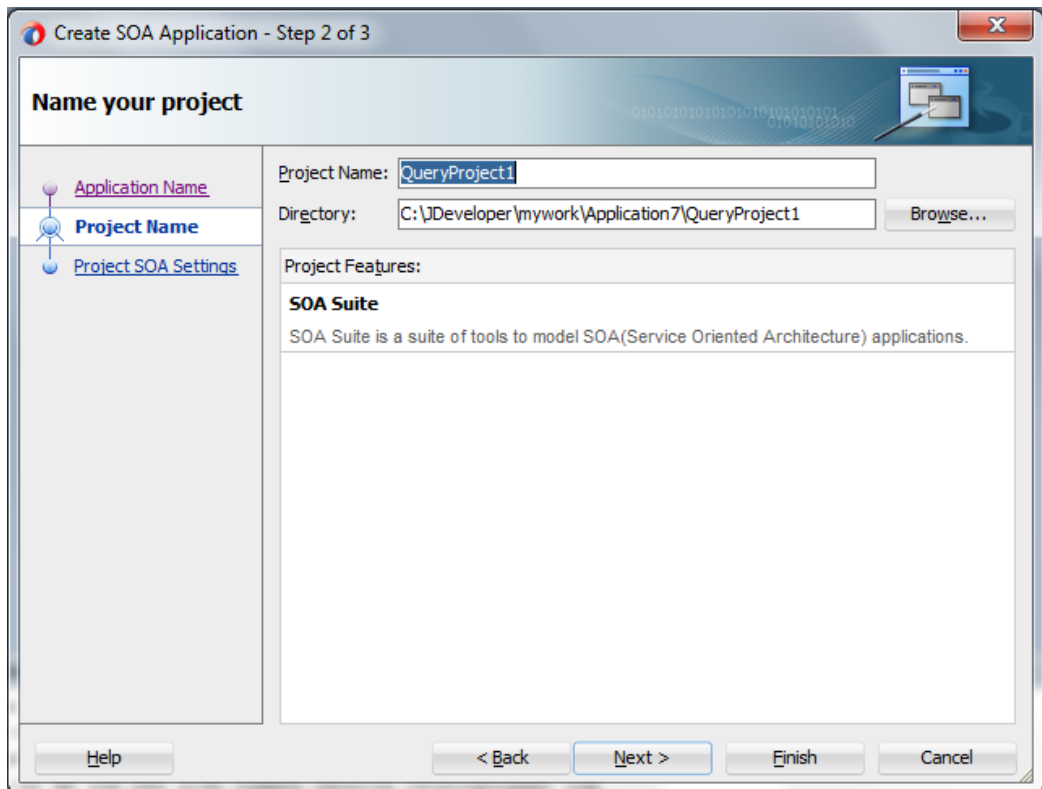 Create SOA Application - Step 2 of 3
Name your project
Application Name
Project Name
Project SOA Settings
Project Name: QueryProject1
Directory: C:\JDeveloper\mywork\Application7\QueryProject1 Browse...
Project Features:
SOA Suite
SOA Suite is a suite of tools to model SOA(Service Oriented Architecture) applications.
Help < Back Next > Finish Cancel